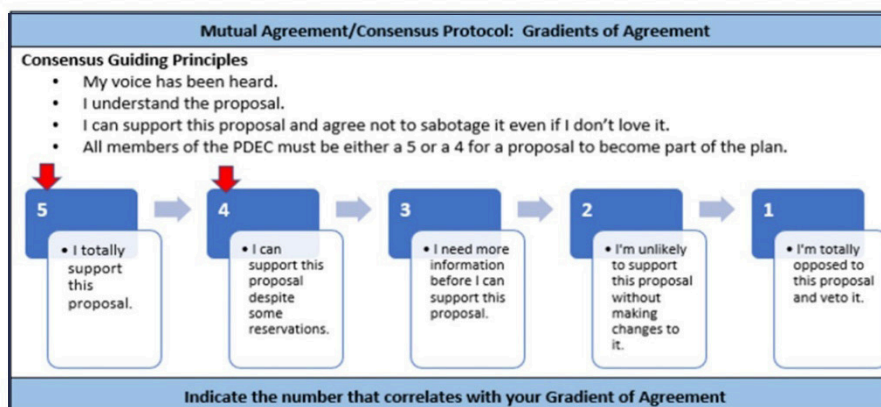 Mutual Agreement/Consensus Protocol: Gradients of Agreement
Consensus Guiding Principles
• My voice has been heard.
• I understand the proposal.
• I can support this proposal and agree not to sabotage it even if I don't love it.
• All members of the PDEC must be either a 5 or a 4 for a proposal to become part of the plan.
5
• I totally
support
this
proposal.
4
• I can
support this
proposal
despite
some
reservations.
3
• I need more
information
before I can
support this
proposal.
2
• I'm unlikely
to support
this proposal
without
making
changes to
it.
1
• I'm totally
opposed to
this proposal
and veto it.
Indicate the number that correlates with your Gradient of Agreement